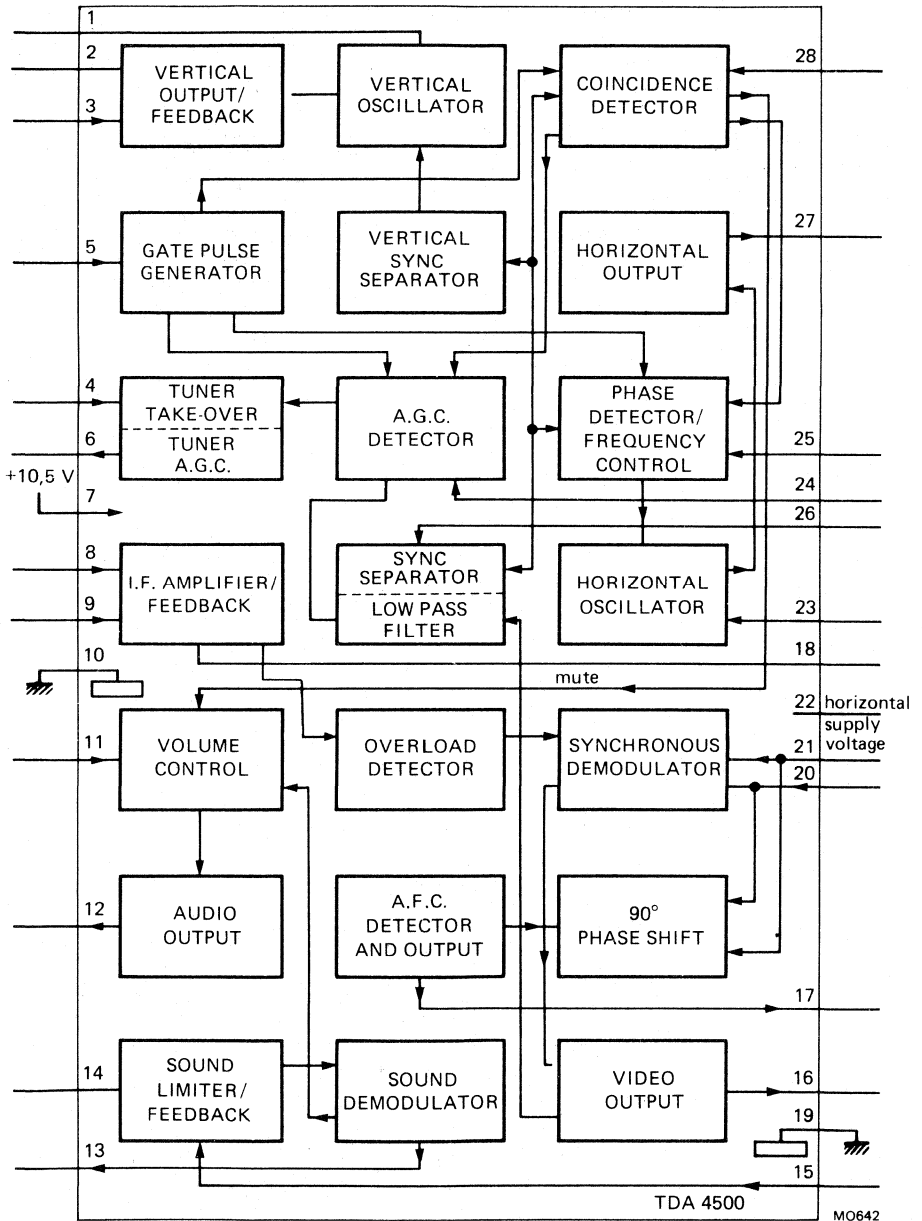 1
2
3
VERTICAL
OUTPUT/
FEEDBACK
VERTICAL
OSCILLATOR
COINCIDENCE
DETECTOR
28
5
GATE PULSE
GENERATOR
VERTICAL
SYNC
SEPARATOR
HORIZONTAL
OUTPUT
27
4
6
TUNER
TAKE-OVER
TUNER
A.G.C.
A.G.C.
DETECTOR
PHASE
DETECTOR/
FREQUENCY
CONTROL
25
24
26
+10,5 V
7
8
9
I.F. AMPLIFIER/
FEEDBACK
SYNC
SEPARATOR
LOW PASS
FILTER
HORIZONTAL
OSCILLATOR
23
18
10
mute
22 horizontal
supply
voltage
11
VOLUME
CONTROL
OVERLOAD
DETECTOR
SYNCHRONOUS
DEMODULATOR
21
20
12
AUDIO
OUTPUT
A.F.C.
DETECTOR
AND OUTPUT
90°
PHASE SHIFT
17
14
SOUND
LIMITER/
FEEDBACK
SOUND
DEMODULATOR
VIDEO
OUTPUT
16
19
13
15
TDA 4500
MO642